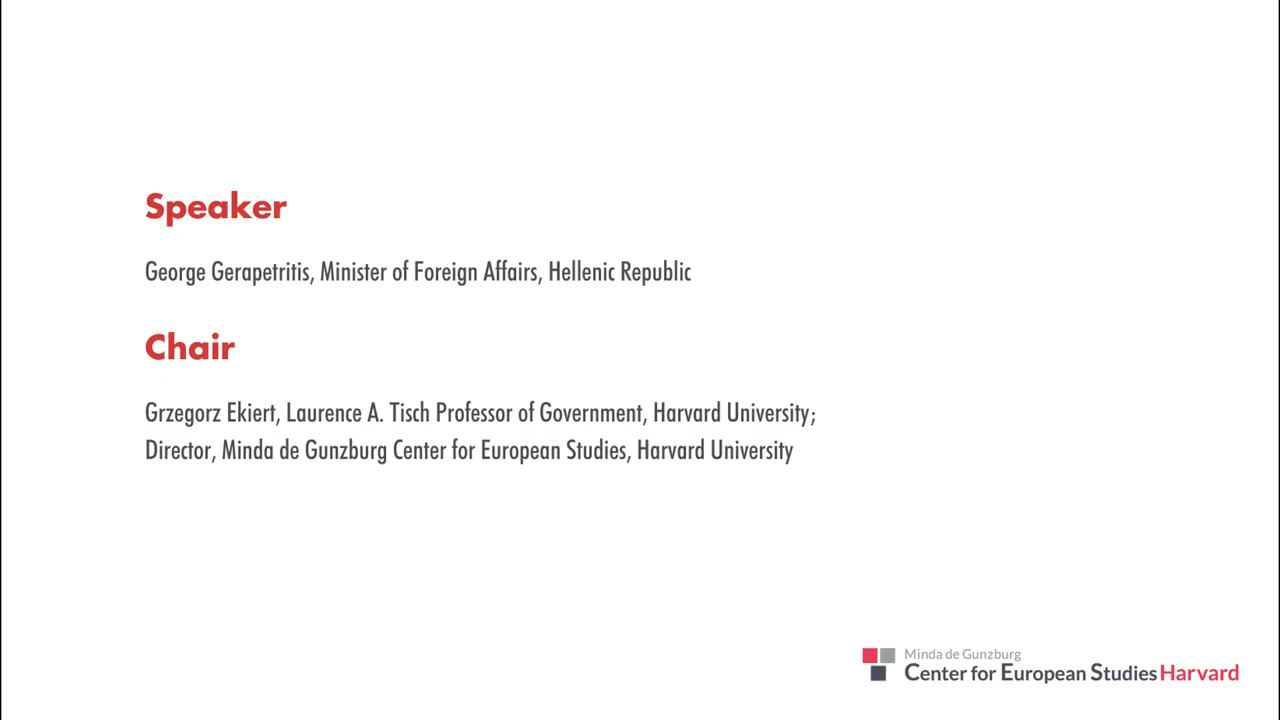 Speaker
George Gerapetritis, Minister of Foreign Affairs, Hellenic Republic
Chair
Grzegorz Ekiert, Laurence A. Tisch Professor of Government, Harvard University;
Director, Minda de Gunzburg Center for European Studies, Harvard University
Minda de Gunzburg
Center for European Studies Harvard